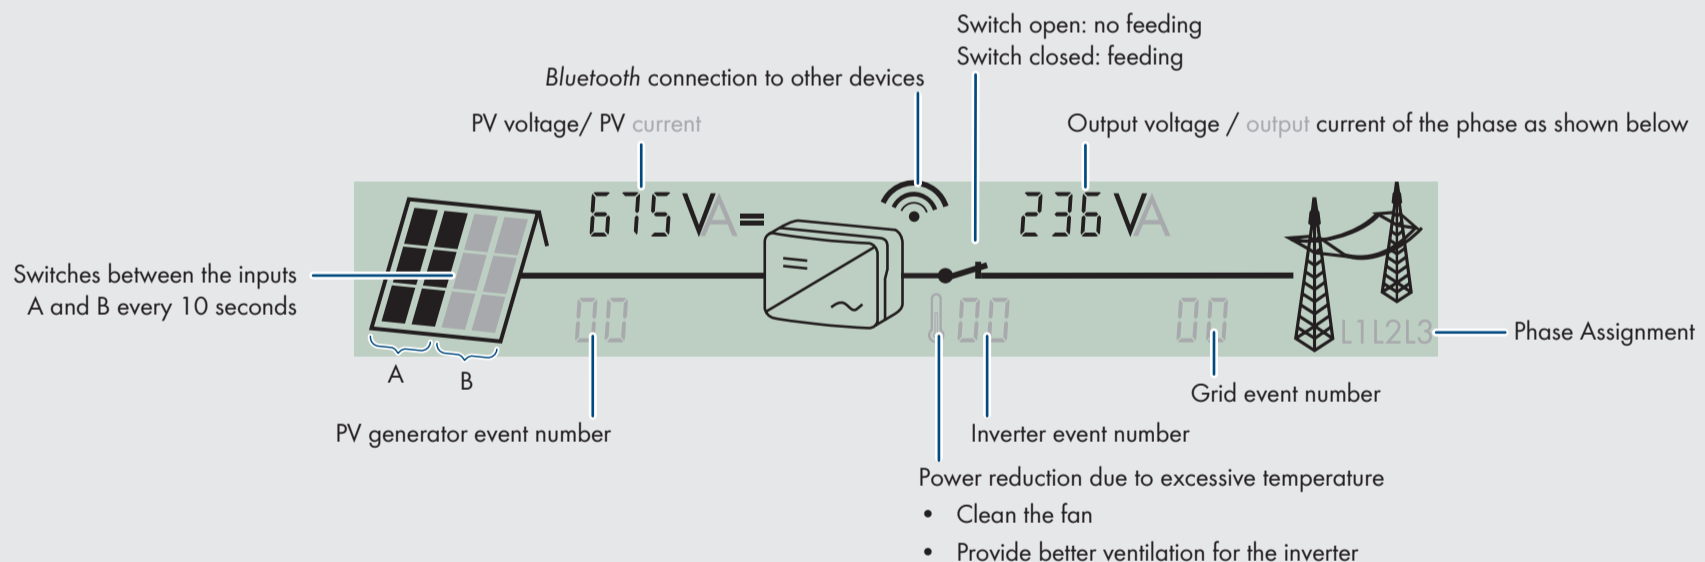 Switch open: no feeding
Switch closed: feeding
Bluetooth connection to other devices
PV voltage/ PV current
Output voltage / output current of the phase as shown below
675 VA
236 VA
Switches between the inputs
A and B every 10 seconds
00
00
00
L1L2L3
Phase Assignment
A
B
Grid event number
PV generator event number
Inverter event number
Power reduction due to excessive temperature
• Clean the fan
• Provide better ventilation for the inverter